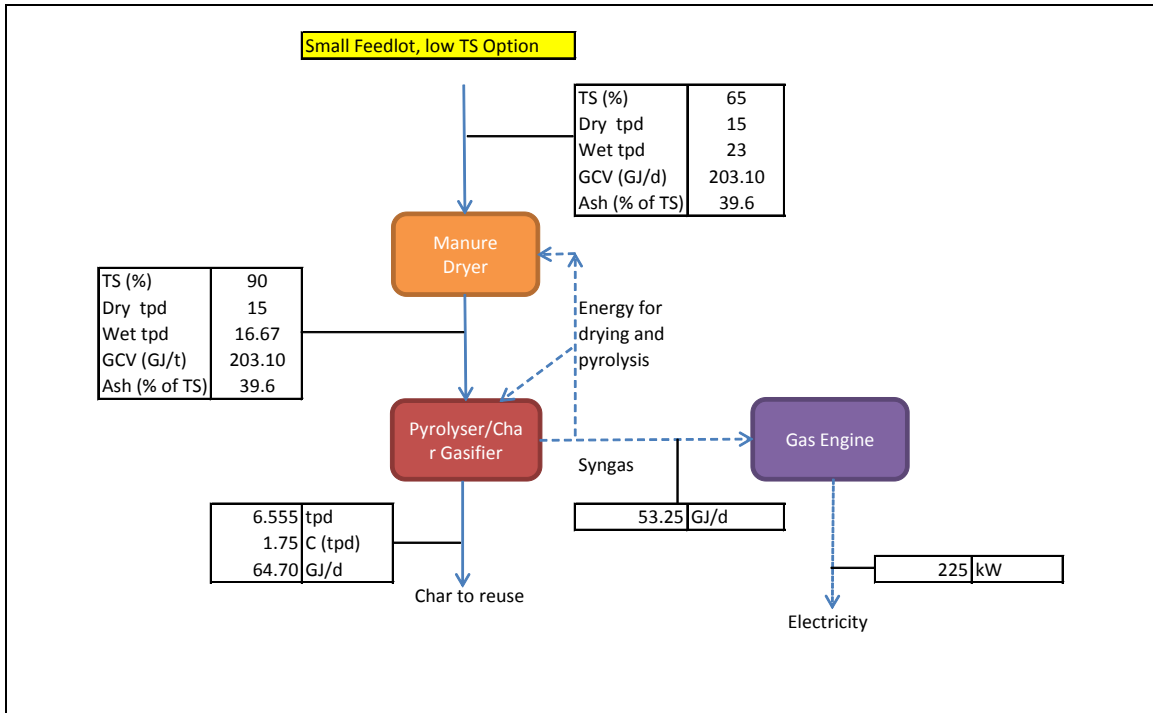 Small Feedlot, low TS Option
TS (%) 65
Dry tpd 15
Wet tpd 23
GCV (GJ/d) 203.10
Ash (% of TS) 39.6
Manure
Dryer
TS (%) 90
Dry tpd 15
Wet tpd 16.67
GCV (GJ/t) 203.10
Ash (% of TS) 39.6
Energy for
drying and
pyrolysis
Pyrolyser/Cha
r Gasifier
Gas Engine
Syngas
53.25 GJ/d
6.555 tpd
1.75 C (tpd)
64.70 GJ/d
Char to reuse
225 kW
Electricity